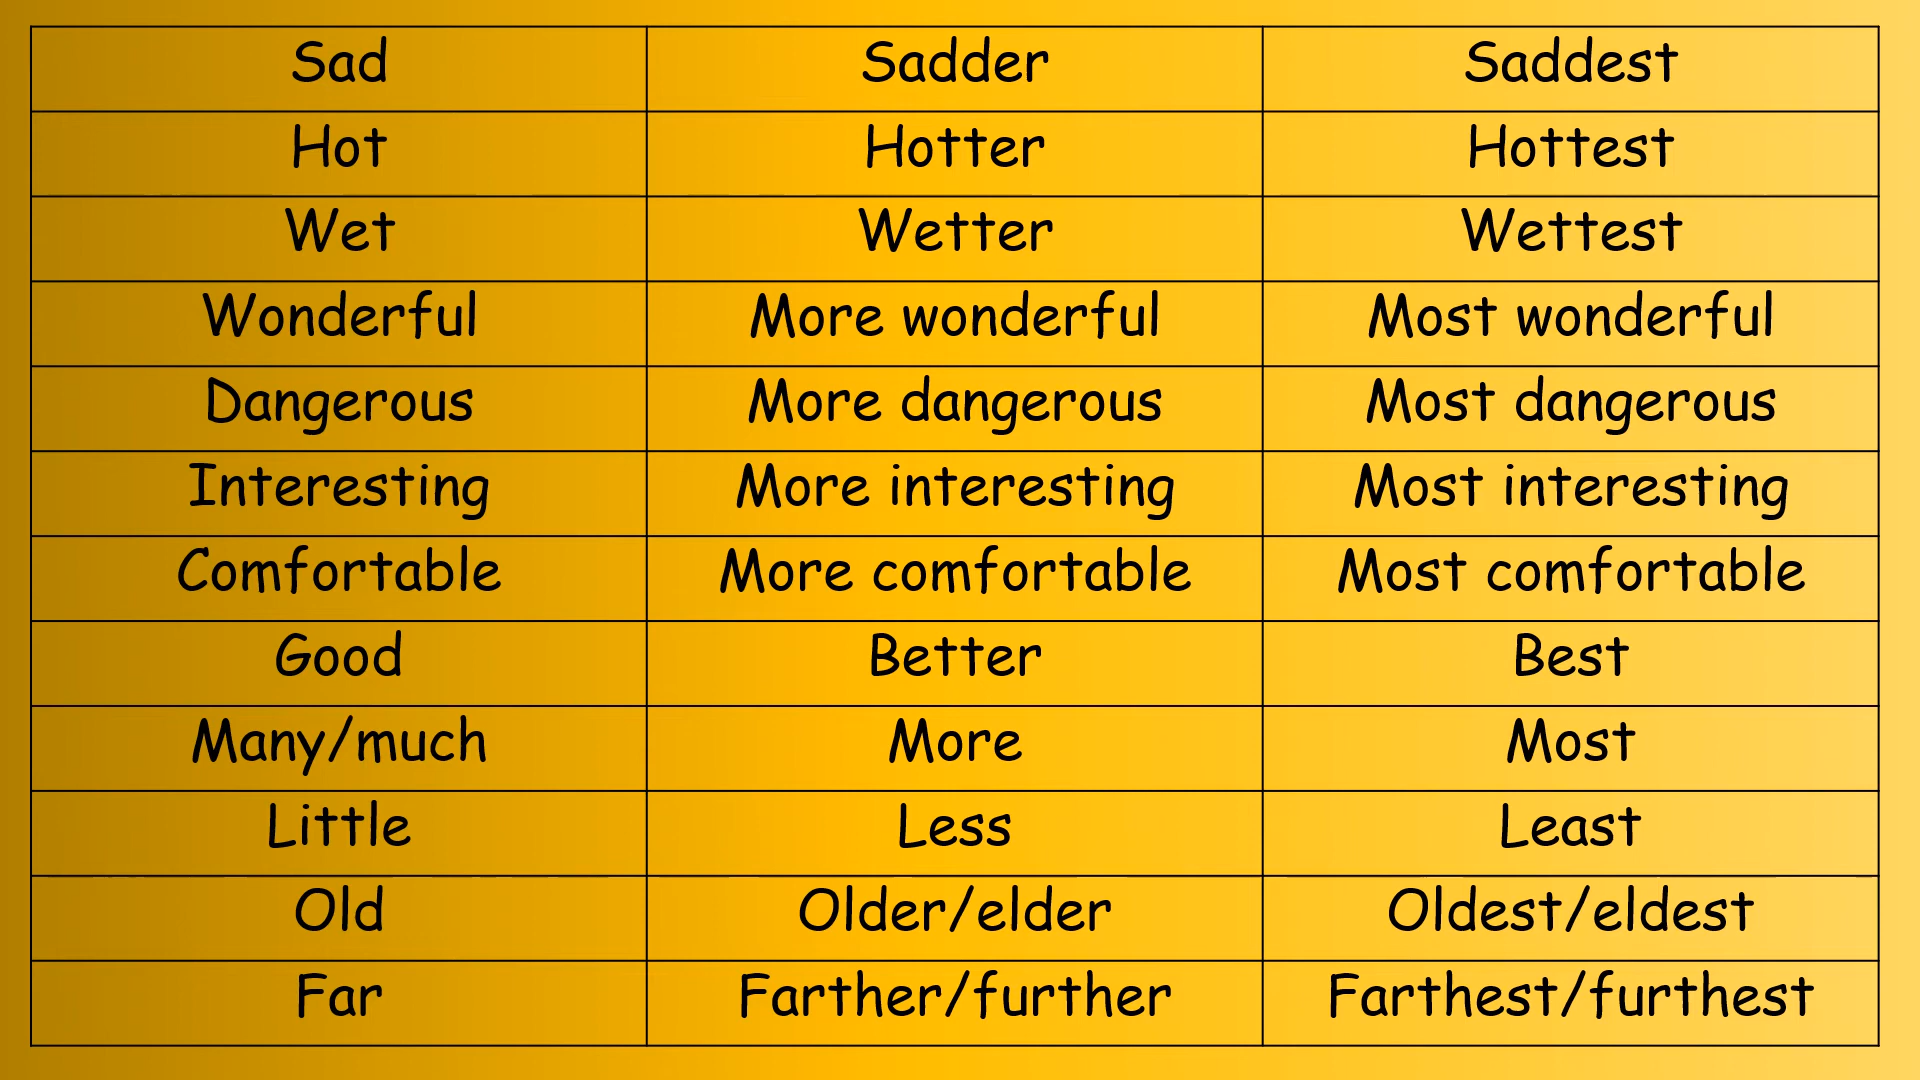 Sad Sadder Saddest
Hot Hotter Hottest
Wet Wetter Wettest
Wonderful More wonderful Most wonderful
Dangerous More dangerous Most dangerous
Interesting More interesting Most interesting
Comfortable More comfortable Most comfortable
Good Better Best
Many/much More Most
Little Less Least
Old Older/elder Oldest/eldest
Far Farther/further Farthest/furthest